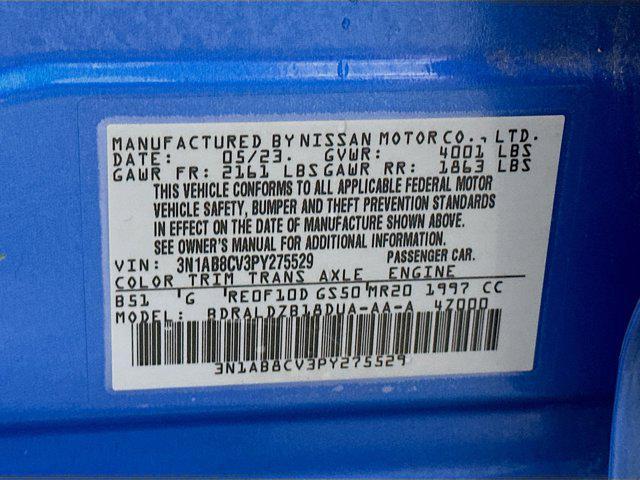 MANUFACTURED BY NISSAN MOTOR CO., LTD.
DATE: 05/23. GVWR: 4001 LBS
GAWR FR: 2161 LBS GAWR RR: 1863 LBS
THIS VEHICLE CONFORMS TO ALL APPLICABLE FEDERAL MOTOR
VEHICLE SAFETY, BUMPER AND THEFT PREVENTION STANDARDS
IN EFFECT ON THE DATE OF MANUFACTURE SHOWN ABOVE.
SEE OWNER'S MANUAL FOR ADDITIONAL INFORMATION.
VIN: 3N1AB8CV3PY275529 PASSENGER CAR.
COLOR TRIM TRANS AXLE ENGINE
B51 G RE0F10D GS50 MR20 1997 CC
MODEL: BDRALDZB18DUA-AA-A 4Z000
3N1AB8CV3PY275529